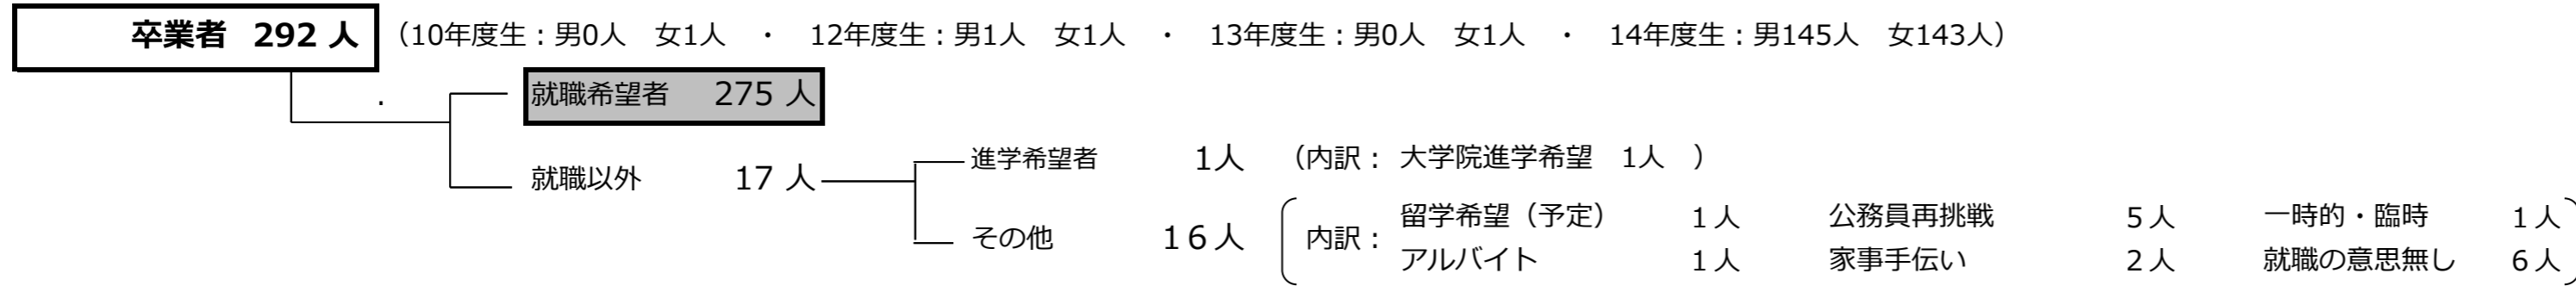 卒業者 292 人 （10年度生：男0人　女1人　・　12年度生：男1人　女1人　・　13年度生：男0人　女1人　・　14年度生：男145人　女143人）
就職希望者 275 人
進学希望者 1人 （内訳： 大学院進学希望 1人 ）
就職以外 17 人
留学希望（予定） 1人 公務員再挑戦 5人 一時的・臨時 1人
その他 16人 内訳：
アルバイト 1人 家事手伝い 2人 就職の意思無し 6人